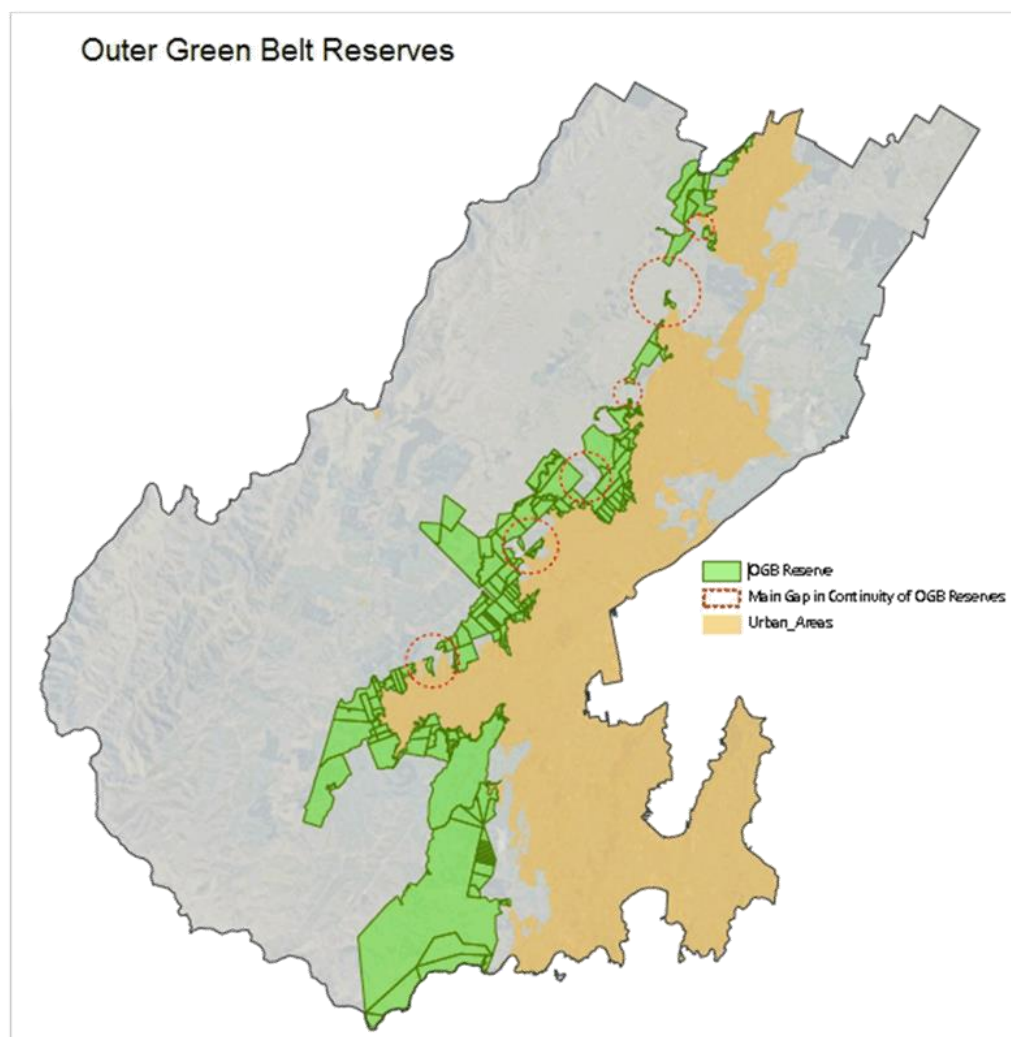 Outer Green Belt Reserves
OGB Reserve
Main Gap in Continuity of OGB Reserves
Urban_Areas